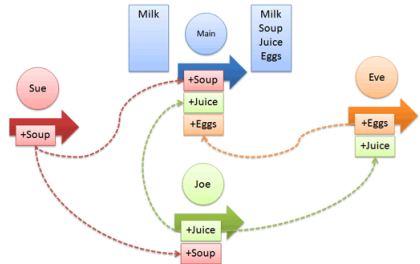 Milk
Main
Milk
Soup
Juice
Eggs
Sue
+Soup
+Soup
+Juice
+Eggs
Eve
+Eggs
+Juice
Joe
+Juice
+Soup